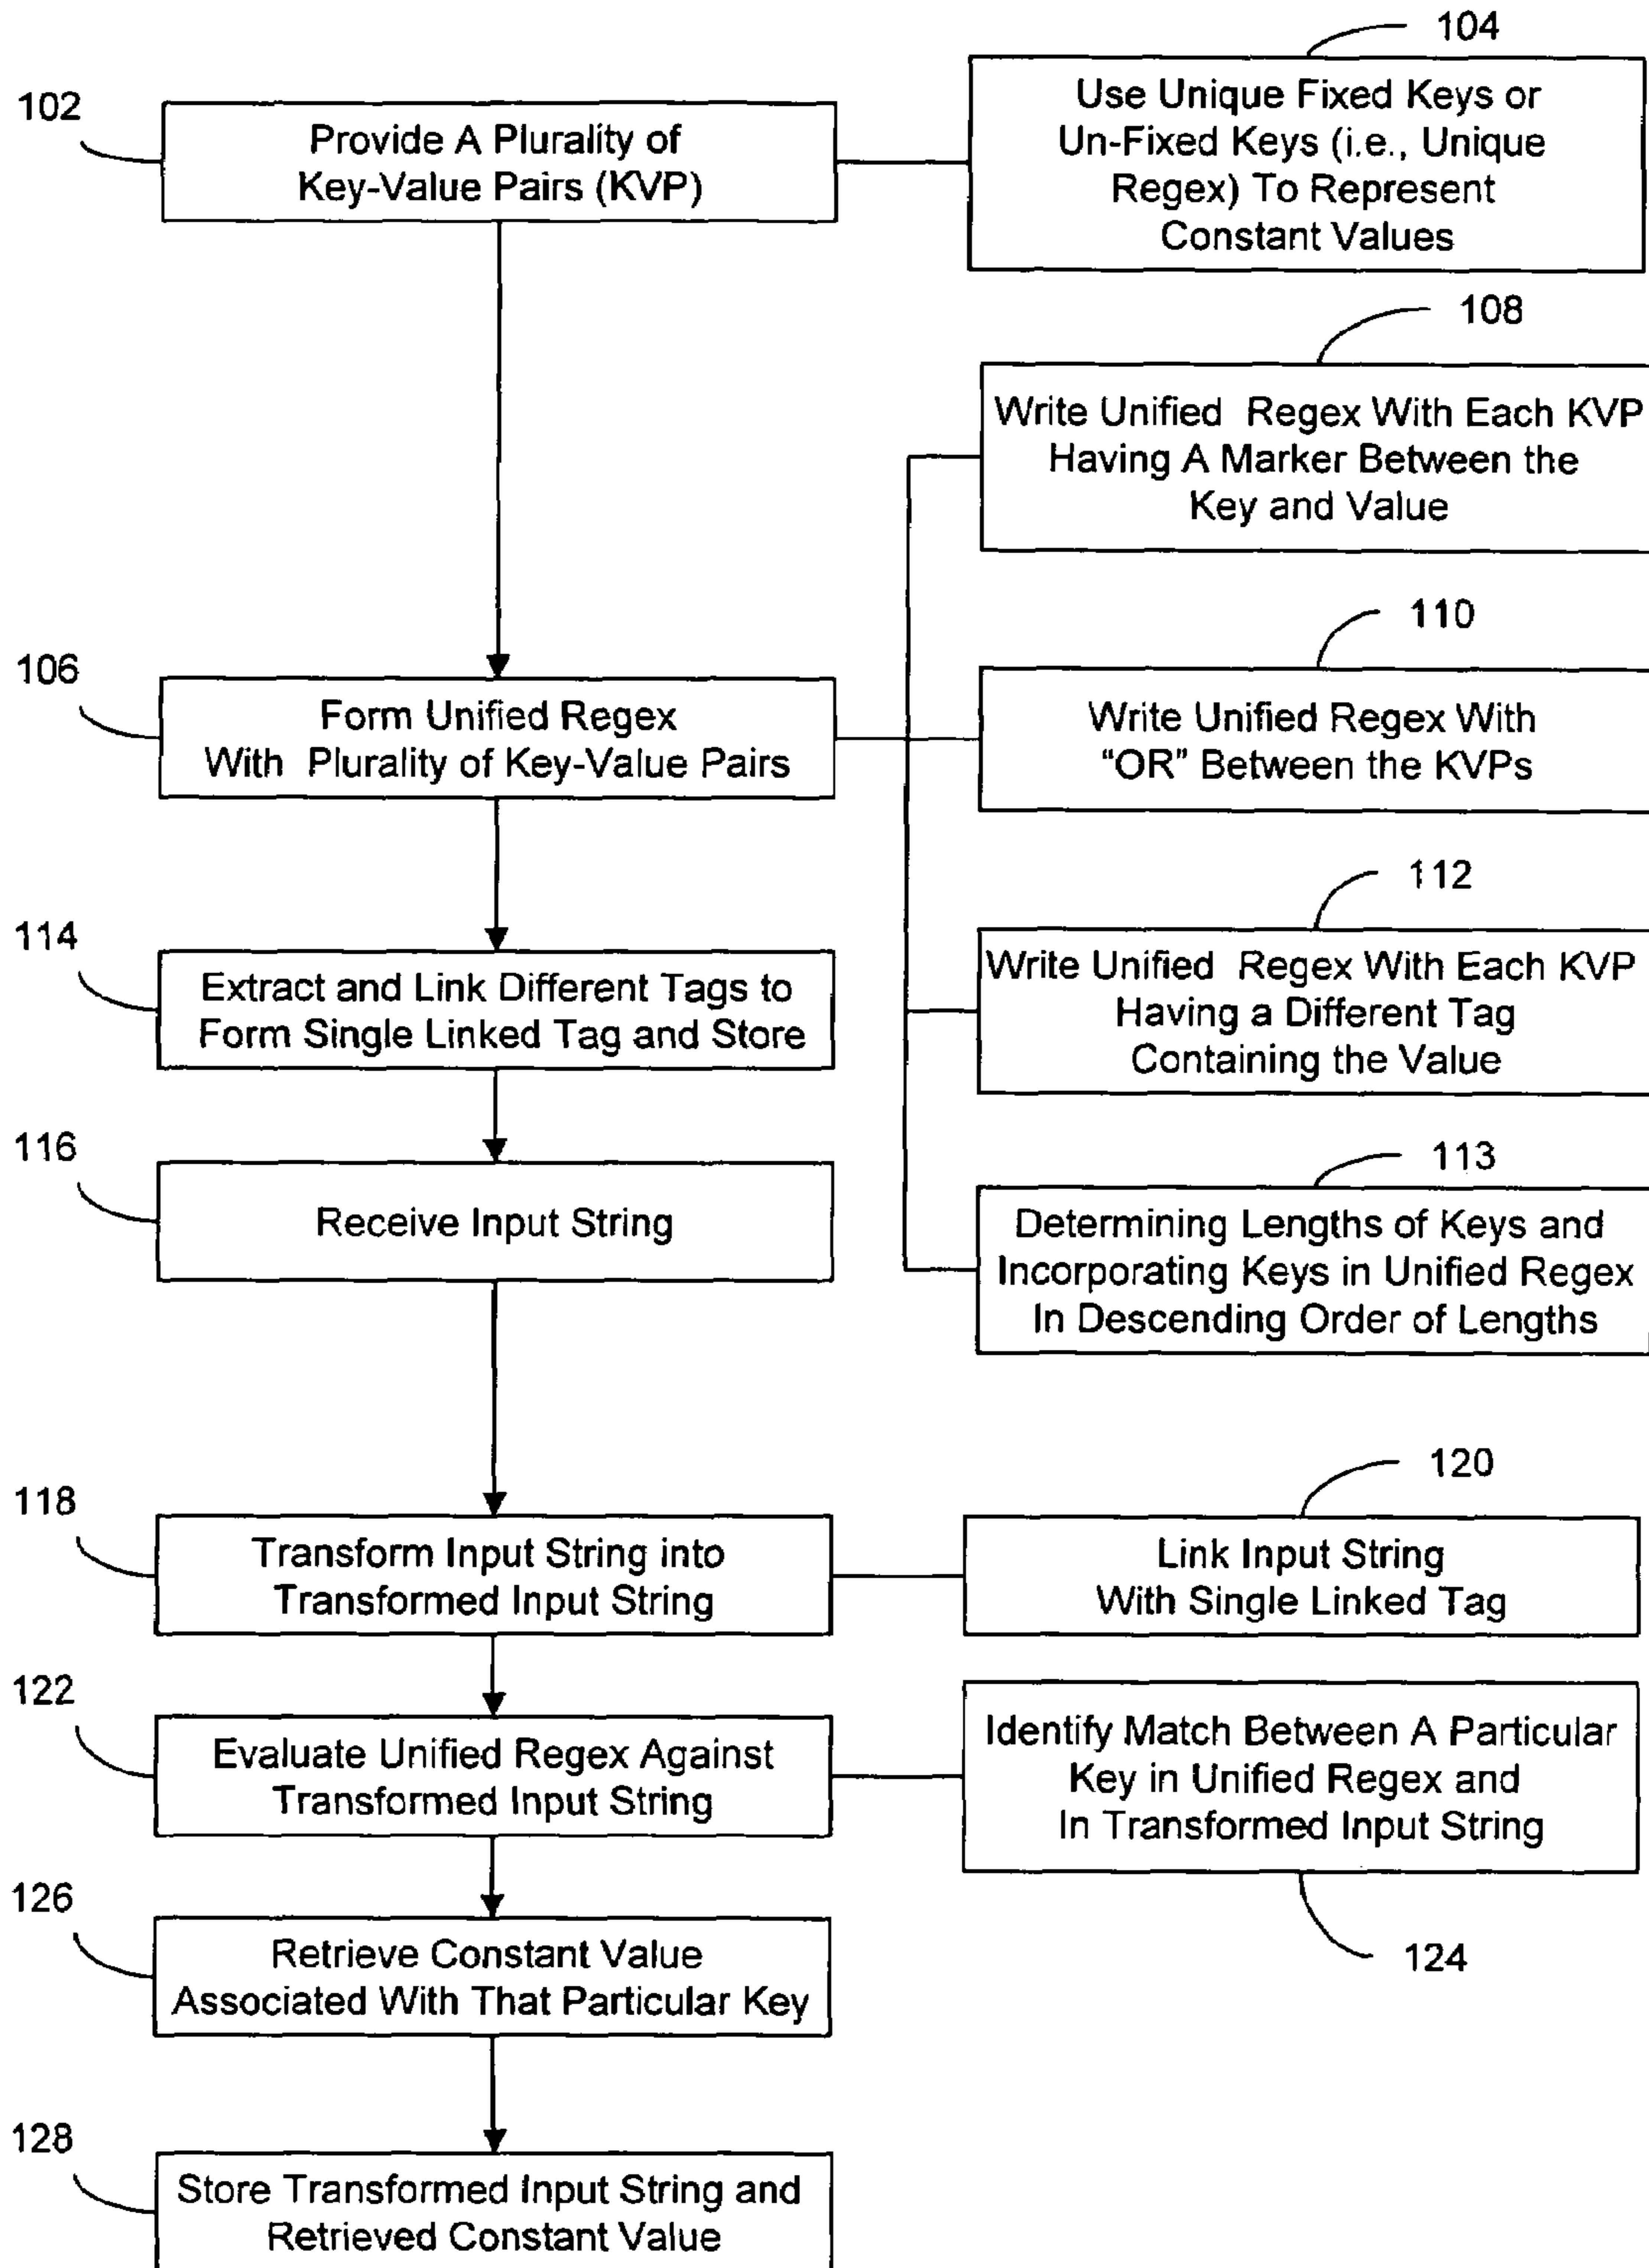 104
102
Provide A Plurality of
Key-Value Pairs (KVP)
Use Unique Fixed Keys or
Un-Fixed Keys (i.e., Unique
Regex) To Represent
Constant Values
108
Write Unified Regex With Each KVP
Having A Marker Between the
Key and Value
110
106
Form Unified Regex
With Plurality of Key-Value Pairs
Write Unified Regex With
“OR” Between the KVPs
112
114
Extract and Link Different Tags to
Form Single Linked Tag and Store
Write Unified Regex With Each KVP
Having a Different Tag
Containing the Value
116
Receive Input String
113
Determining Lengths of Keys and
Incorporating Keys in Unified Regex
In Descending Order of Lengths
118
Transform Input String into
Transformed Input String
120
Link Input String
With Single Linked Tag
122
Evaluate Unified Regex Against
Transformed Input String
Identify Match Between A Particular
Key in Unified Regex and
In Transformed Input String
124
126
Retrieve Constant Value
Associated With That Particular Key
128
Store Transformed Input String and
Retrieved Constant Value